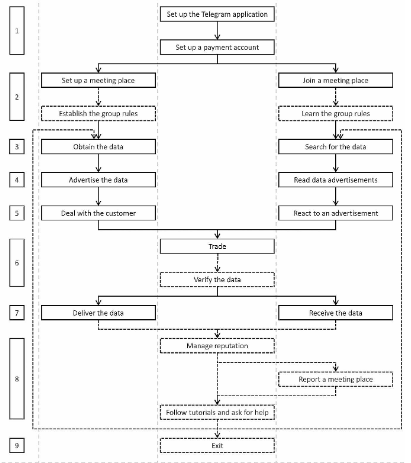 1
Set up the Telegram application
Set up a payment account
2
Set up a meeting place
Join a meeting place
Establish the group rules
Learn the group rules
3
Obtain the data
Search for the data
4
Advertise the data
Read data advertisements
5
Deal with the customer
React to an advertisement
6
Trade
Verify the data
7
Deliver the data
Receive the data
8
Manage reputation
Report a meeting place
Follow tutorials and ask for help
9
Exit